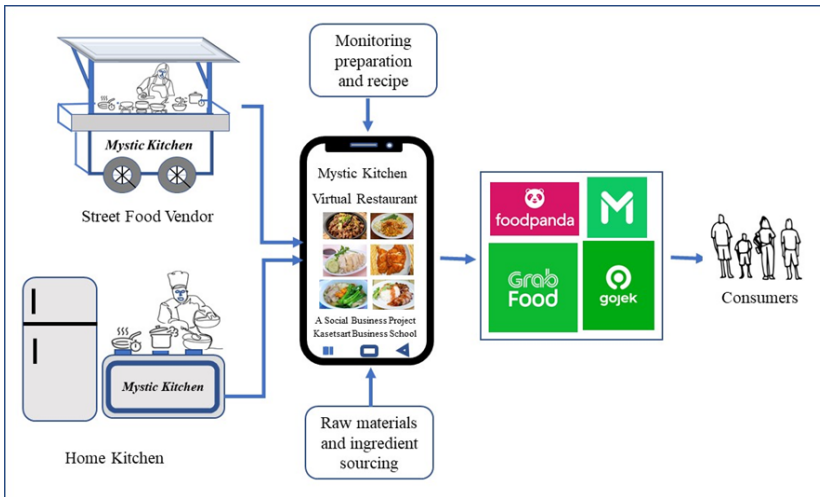 Mystic Kitchen
Street Food Vendor
Mystic Kitchen
Home Kitchen
Monitoring
preparation
and recipe
Mystic Kitchen
Virtual Restaurant
A Social Business Project
Kasetsart Business School
Raw materials
and ingredient
sourcing
foodpanda
M
Grab
Food
gojek
Consumers